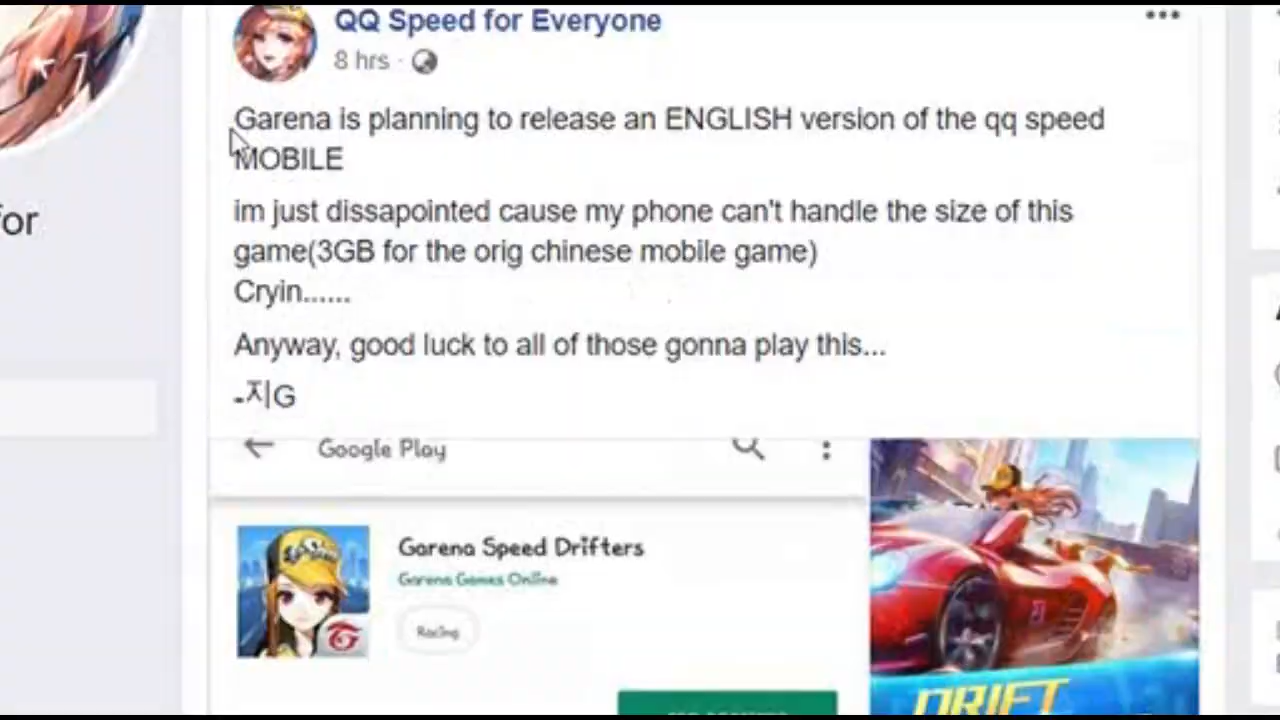 QQ Speed for Everyone
8 hrs ·
Garena is planning to release an ENGLISH version of the qq speed
MOBILE
for
im just dissapointed cause my phone can't handle the size of this
game(3GB for the orig chinese mobile game)
Cryin......
Anyway, good luck to all of those gonna play this...
-지G
Google Play
Garena Speed Drifters
Garena Games Online
Racing
DRIFT